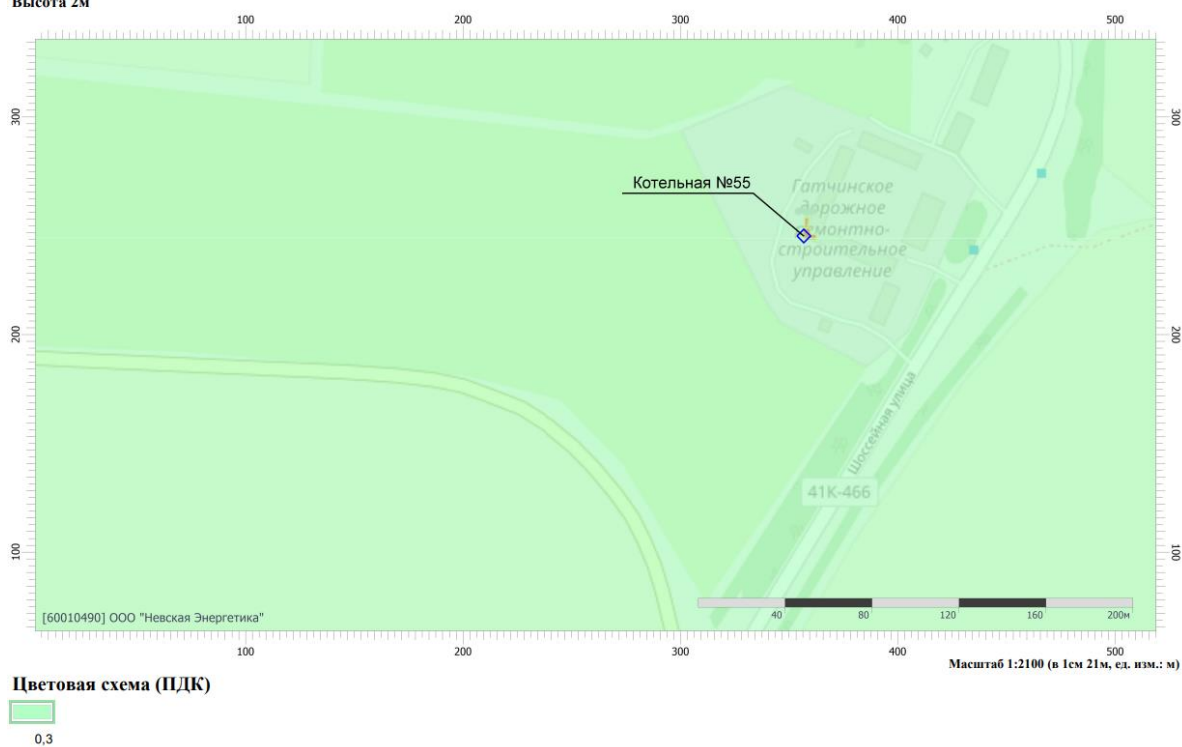 Высота 2м
100 200 300 400 500
300 300
Котельная №55
Гатчинское
дорожное
монтно-
строительное
управление
200 200
Шоссейная улица
41К-466
100 100
[60010490] ООО "Невская Энергетика"
40 80 120 160 200м
100 200 300 400 500
Масштаб 1:2100 (в 1см 21м, ед. изм.: м)
Цветовая схема (ПДК)
0,3